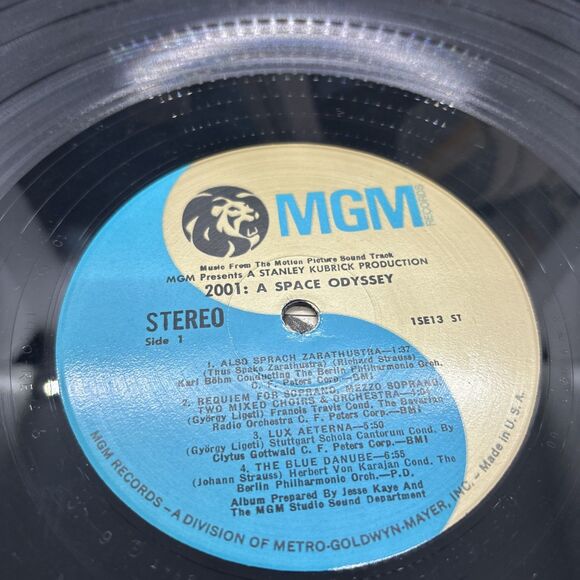 MGM
RECORDS
Music From The Motion Picture Sound Track
MGM Presents A STANLEY KUBRICK PRODUCTION
2001: A SPACE ODYSSEY
STEREO
Side 1
1SE13 ST
1. ALSO SPRACH ZARATHUSTRA—1:37
(Thus Spake Zarathustra) (Richard Strauss)
Karl Böhm Conducting The Berlin Philharmonic Orch.
C. F. Peters Corp.—BMI
2. REQUIEM FOR SOPRANO, MEZZO SOPRANO,
TWO MIXED CHOIRS & ORCHESTRA—4:20
(György Ligeti) Francis Travis Cond. The Bavarian
Radio Orchestra C. F. Peters Corp.—BMI
3. LUX AETERNA—5:50
(György Ligeti) Stuttgart Schola Cantorum Cond. By
Clytus Gottwald C. F. Peters Corp.—BMI
4. THE BLUE DANUBE—6:55
(Johann Strauss) Herbert Von Karajan Cond. The
Berlin Philharmonic Orch—P.D.
Album Prepared By Jesse Kaye And
The MGM Studio Sound Department
MGM RECORDS—A DIVISION OF METRO-GOLDWYN-MAYER, INC.—Made in U.S.A.